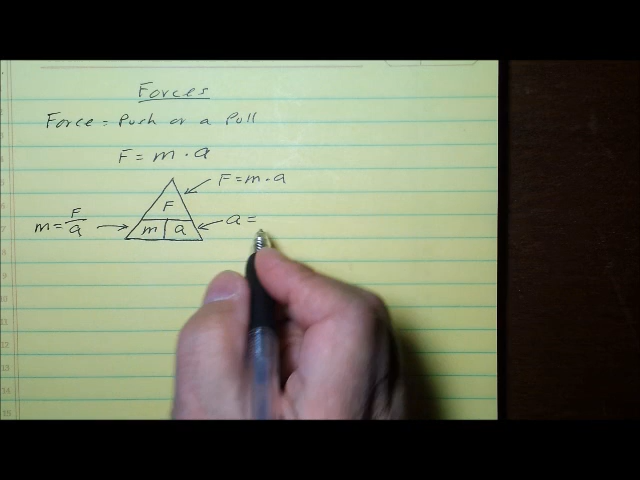 Forces
Force = Push or a Pull
F = m · a
F = m · a
F
m = F/a
m a
a =